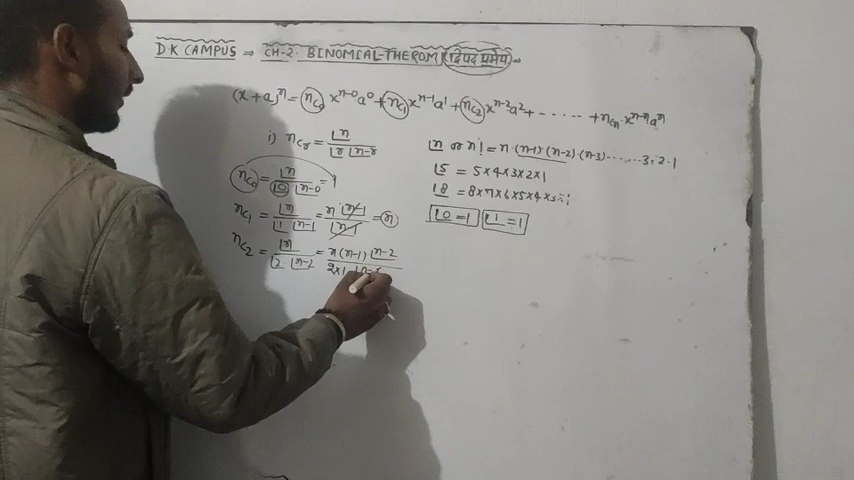 D.K CAMPUS ⇒ CH-2. BINOMIAL-THEROM (द्विपद प्रमेय) ⇒
(x+a)ⁿ = nC₀ xⁿ⁻⁰a⁰ + nC₁ xⁿ⁻¹a¹ + nC₂ xⁿ⁻²a² + ...... + nCₙ xⁿ⁻ⁿaⁿ
i) nCᵣ = |n / |r |n-r
|n or n! = n·(n-1)·(n-2)·(n-3)......3·2·1
|5 = 5×4×3×2×1
nC₀ = |n / |0 |n-0 = 1
|8 = 8×7×6×5×4×3
nC₁ = |n / |1 |n-1 = n·|n-1 / |n-1 = n
|0 = 1 |1 = 1
nC₂ = |n / |2·|n-2 = n(n-1) |n-2 / 2×1